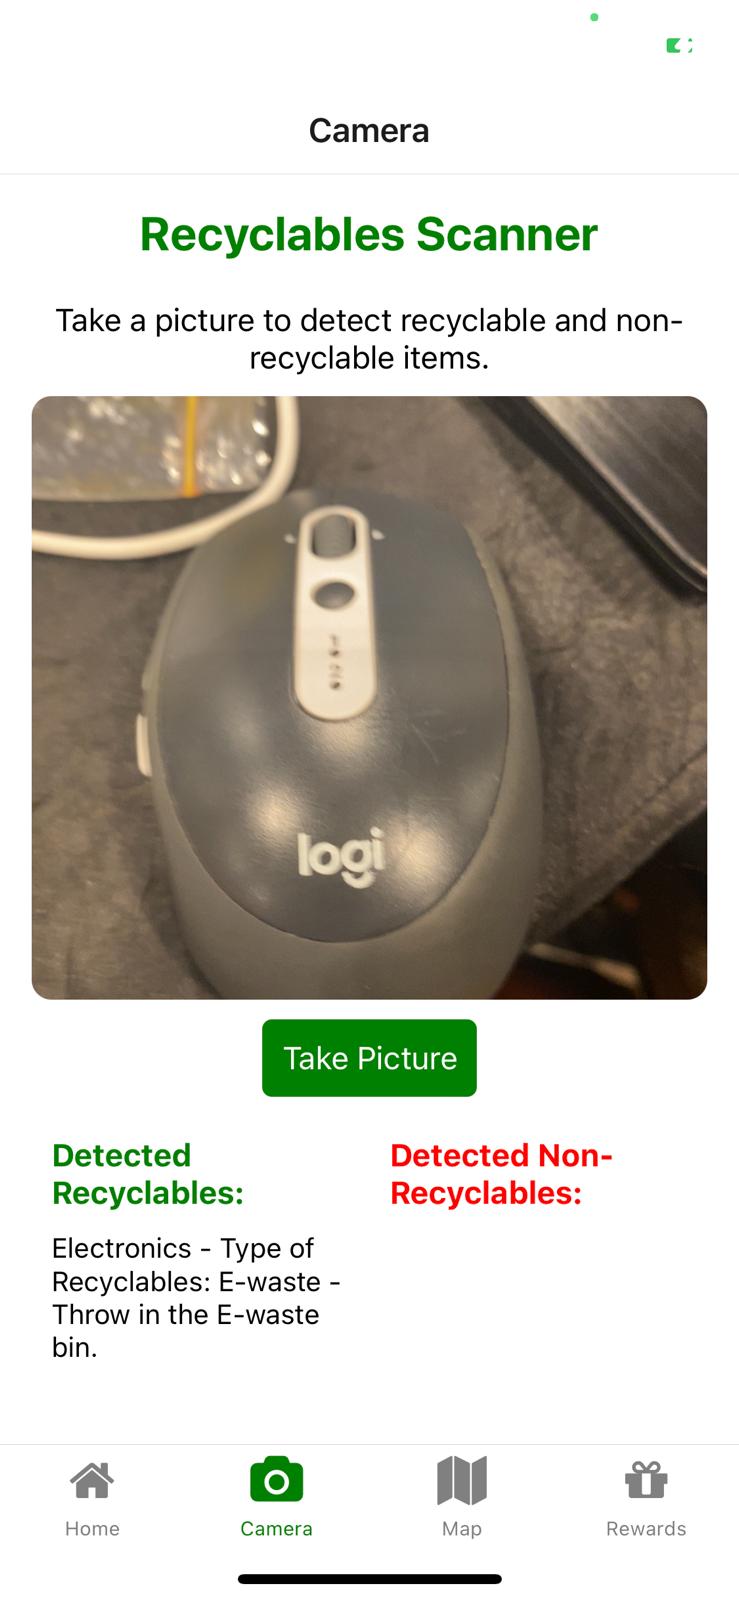 Camera
Recyclables Scanner
Take a picture to detect recyclable and non-
recyclable items.
logi
Take Picture
Detected
Recyclables:
Electronics - Type of
Recyclables: E-waste -
Throw in the E-waste
bin.
Detected Non-
Recyclables:
Home
Camera
Map
Rewards